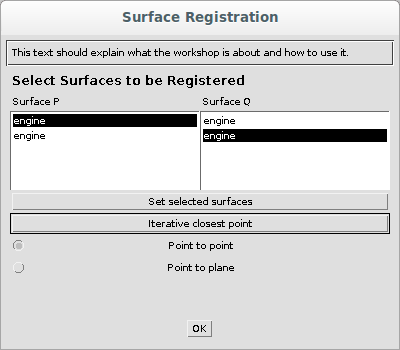 Surface Registration
This text should explain what the workshop is about and how to use it.
Select Surfaces to be Registered
Surface P Surface Q
engine engine
engine engine
Set selected surfaces
Iterative closest point
Point to point
Point to plane
OK